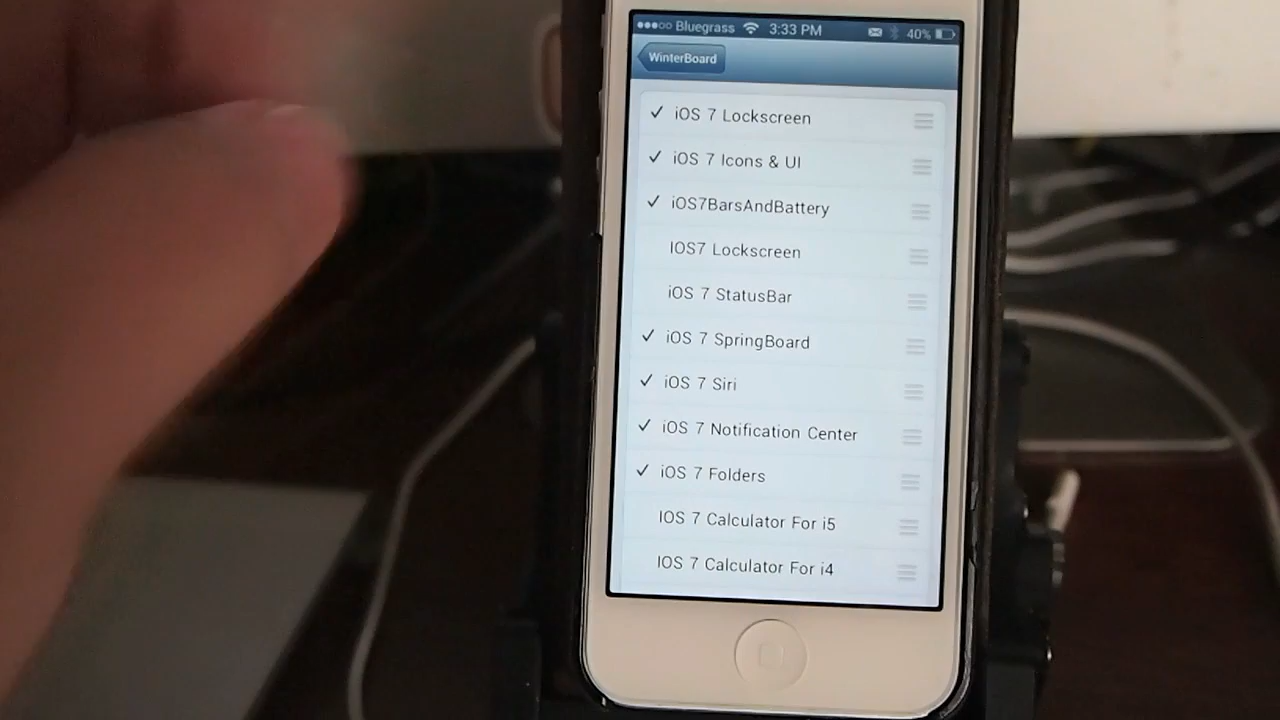 Bluegrass 3:33 PM 40%
WinterBoard
iOS 7 Lockscreen
iOS 7 Icons & UI
iOS7BarsAndBattery
IOS7 Lockscreen
iOS 7 StatusBar
iOS 7 SpringBoard
iOS 7 Siri
iOS 7 Notification Center
iOS 7 Folders
IOS 7 Calculator For i5
IOS 7 Calculator For i4